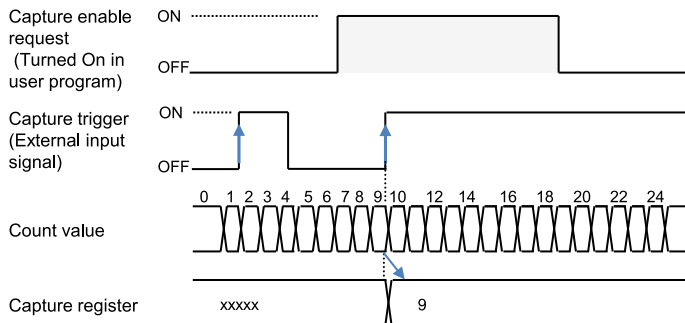 Capture enable
request
(Turned On in
user program)
ON
OFF
Capture trigger
(External input
signal)
ON
OFF
0 1 2 3 4 5 6 7 8 9 10 12 14 16 18 20 22 24
Count value
Capture register
xxxxx
9